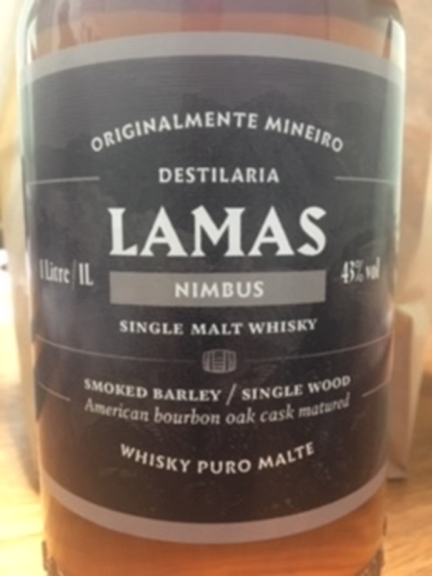 ORIGINALMENTE MINEIRO
DESTILARIA
LAMAS
1 Litre / 1L
43% vol
NIMBUS
SINGLE MALT WHISKY
SMOKED BARLEY / SINGLE WOOD
American bourbon oak cask matured
WHISKY PURO MALTE